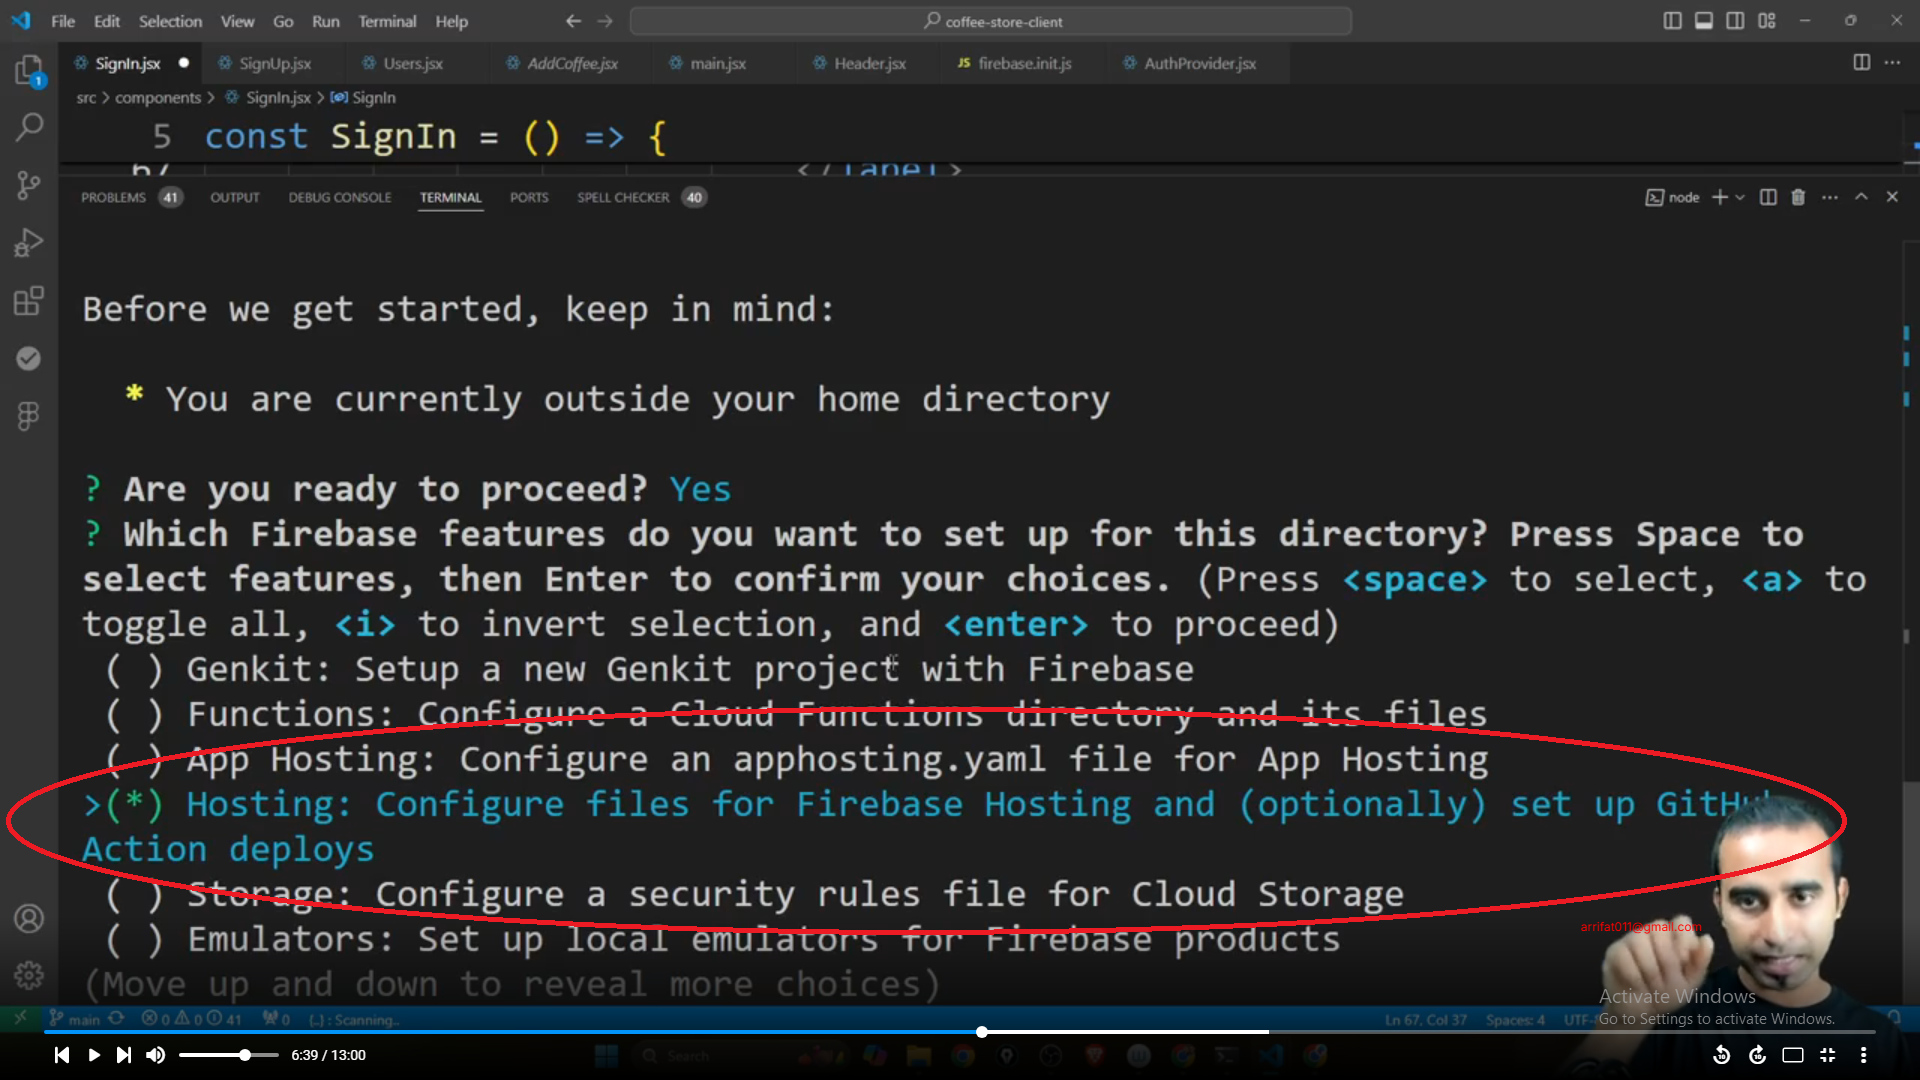 File Edit Selection View Go Run Terminal Help
coffee-store-client
SignIn.jsx SignUp.jsx Users.jsx AddCoffee.jsx main.jsx Header.jsx JS firebase.init.js AuthProvider.jsx
1
src > components > SignIn.jsx > SignIn
5 const SignIn = () => {
67 </label>
PROBLEMS 41 OUTPUT DEBUG CONSOLE TERMINAL PORTS SPELL CHECKER 40 node
Before we get started, keep in mind:
* You are currently outside your home directory
? Are you ready to proceed? Yes
? Which Firebase features do you want to set up for this directory? Press Space to
select features, then Enter to confirm your choices. (Press <space> to select, <a> to
toggle all, <i> to invert selection, and <enter> to proceed)
( ) Genkit: Setup a new Genkit project with Firebase
( ) Functions: Configure a Cloud Functions directory and its files
( ) App Hosting: Configure an apphosting.yaml file for App Hosting
>(*) Hosting: Configure files for Firebase Hosting and (optionally) set up GitHub
Action deploys
( ) Storage: Configure a security rules file for Cloud Storage
arrifat011@gmail.com
( ) Emulators: Set up local emulators for Firebase products
(Move up and down to reveal more choices)
Activate Windows
Go to Settings to activate Windows.
main 0 0 41 0 {..} : Scanning.. Ln 67, Col 37 Spaces: 4 UTF-
6:39 / 13:00
Search